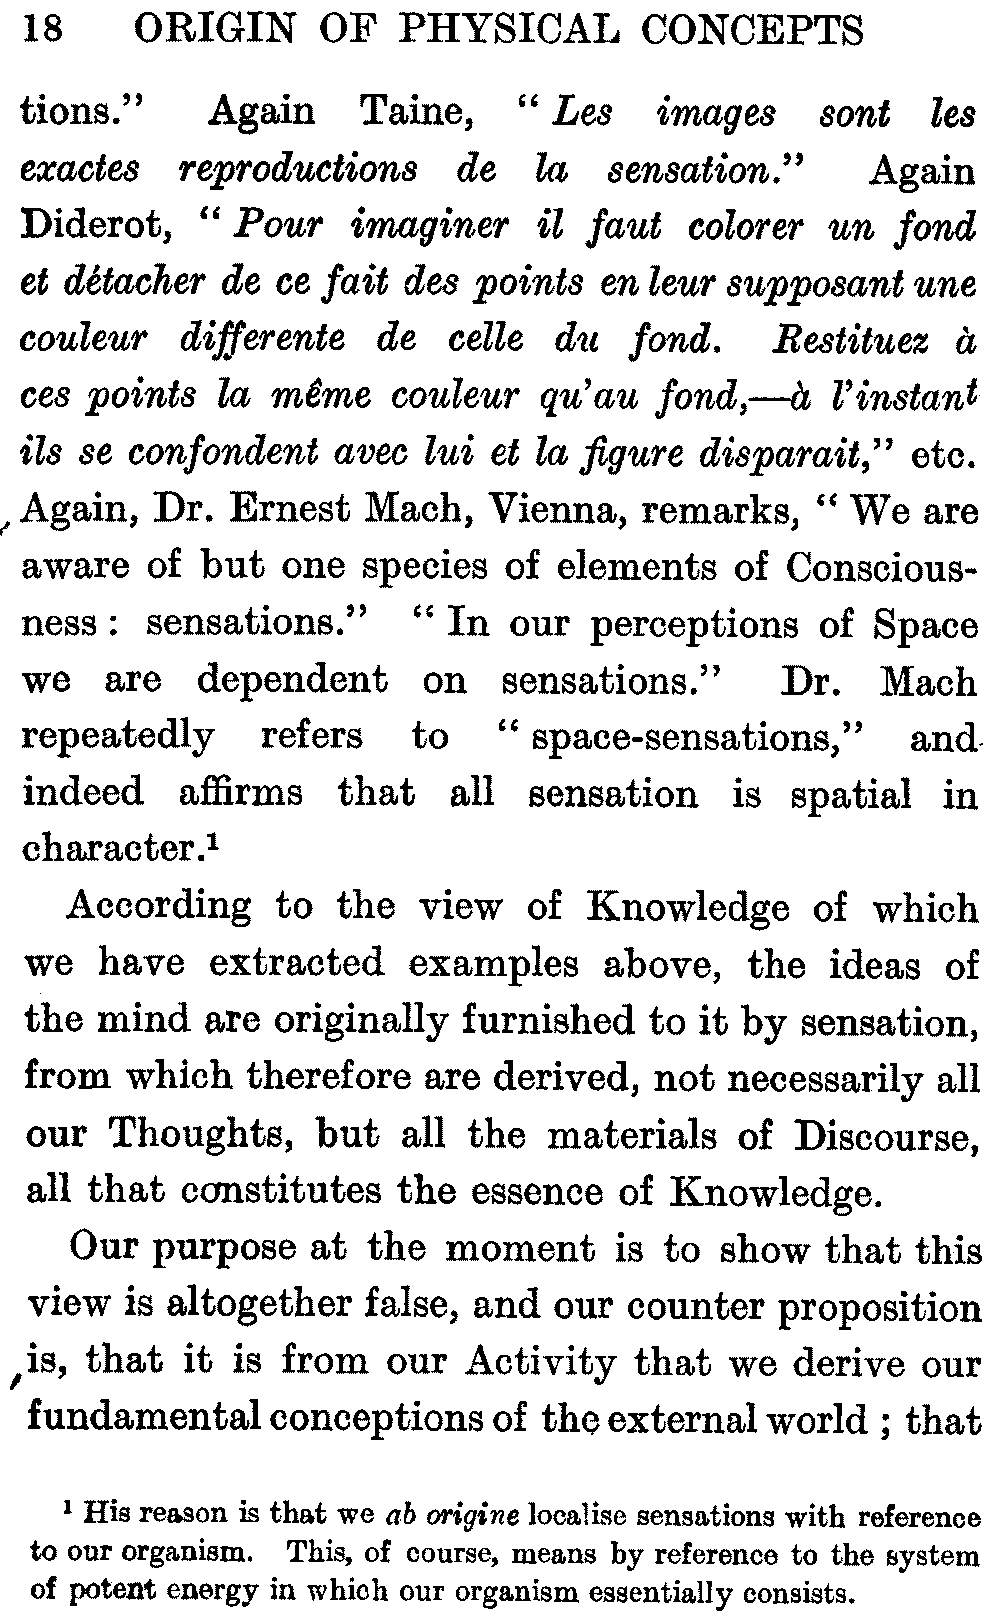 18 ORIGIN OF PHYSICAL CONCEPTS
tions." Again Taine, "Les images sont les
exactes reproductions de la sensation." Again
Diderot, "Pour imaginer il faut colorer un fond
et détacher de ce fait des points en leur supposant une
couleur differente de celle du fond. Restituez à
ces points la même couleur qu'au fond,—à l'instant
ils se confondent avec lui et la figure disparait," etc.
Again, Dr. Ernest Mach, Vienna, remarks, "We are
aware of but one species of elements of Conscious-
ness: sensations." "In our perceptions of Space
we are dependent on sensations." Dr. Mach
repeatedly refers to "space-sensations," and
indeed affirms that all sensation is spatial in
character.¹
According to the view of Knowledge of which
we have extracted examples above, the ideas of
the mind are originally furnished to it by sensation,
from which therefore are derived, not necessarily all
our Thoughts, but all the materials of Discourse,
all that constitutes the essence of Knowledge.
Our purpose at the moment is to show that this
view is altogether false, and our counter proposition
is, that it is from our Activity that we derive our
fundamental conceptions of the external world; that
¹ His reason is that we ab origine localise sensations with reference
to our organism. This, of course, means by reference to the system
of potent energy in which our organism essentially consists.